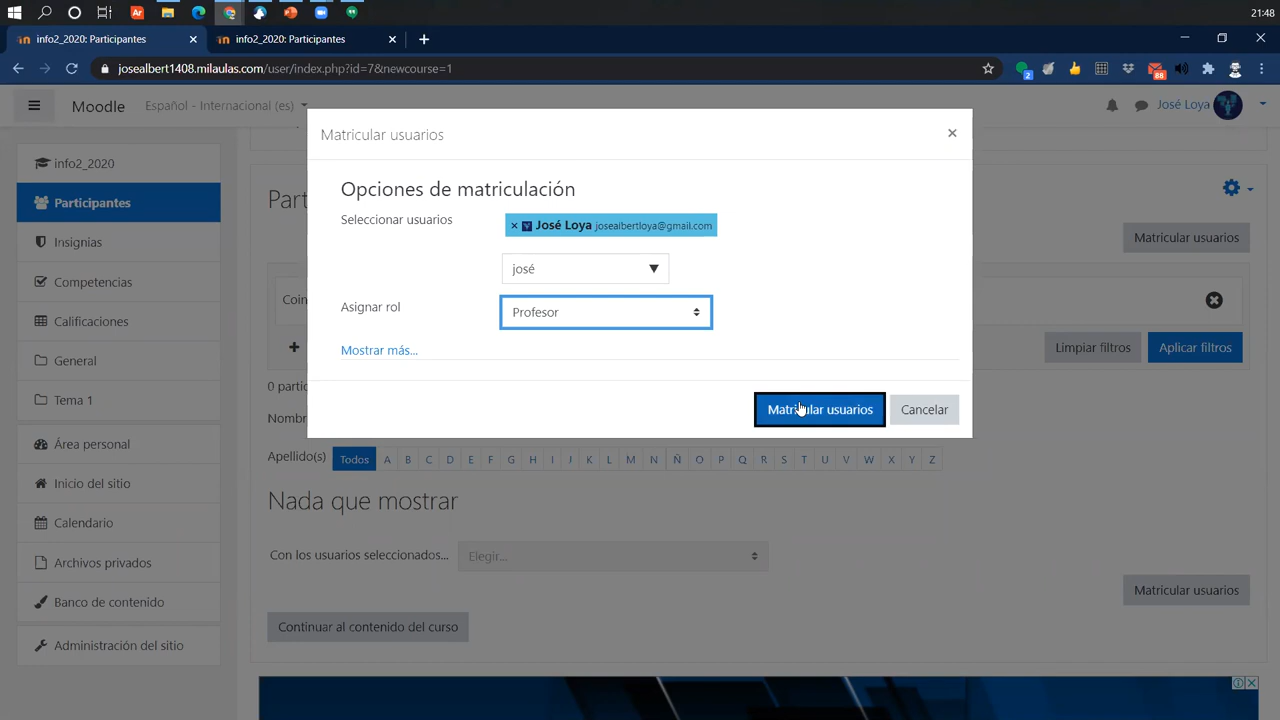 21:48
info2_2020: Participantes
info2_2020: Participantes
josealbert1408.milaulas.com/user/index.php?id=7&newcourse=1
2
88
Moodle
Español - Internacional (es)
José Loya
Matricular usuarios
info2_2020
Participantes
Insignias
Competencias
Calificaciones
General
Tema 1
Área personal
Inicio del sitio
Calendario
Archivos privados
Banco de contenido
Administración del sitio
Opciones de matriculación
Seleccionar usuarios
× José Loya josealbertloya@gmail.com
josé
Asignar rol
Profesor
Mostrar más...
Matricular usuarios
Cancelar
Part
Matricular usuarios
Coin
Limpiar filtros
Aplicar filtros
0 partic
Nombr
Apellido(s) Todos A B C D E F G H I J K L M N Ñ O P Q R S T U V W X Y Z
Nada que mostrar
Con los usuarios seleccionados... Elegir...
Matricular usuarios
Continuar al contenido del curso